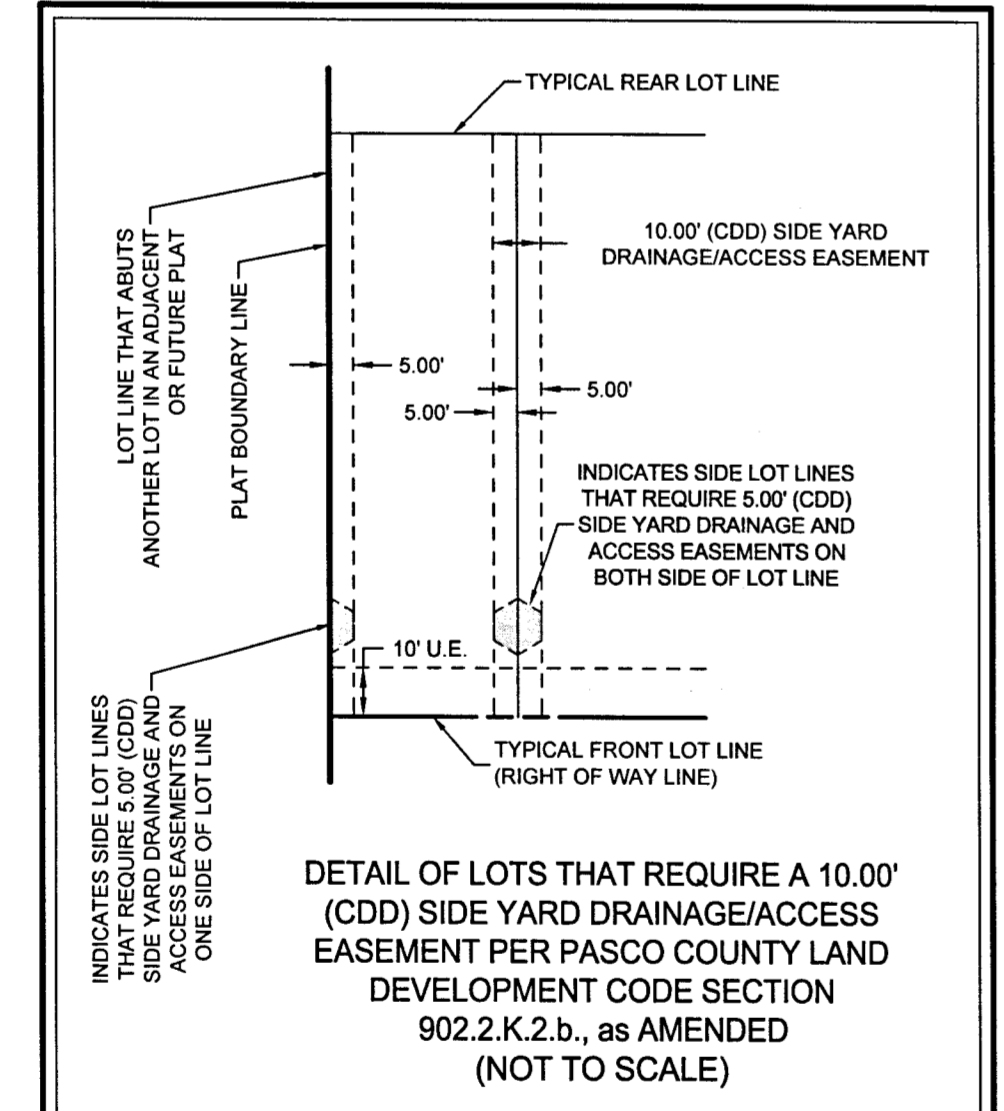 TYPICAL REAR LOT LINE
10.00' (CDD) SIDE YARD
DRAINAGE/ACCESS EASEMENT
LOT LINE THAT ABUTS
ANOTHER LOT IN AN ADJACENT
OR FUTURE PLAT
PLAT BOUNDARY LINE
5.00'
5.00'
5.00'
INDICATES SIDE LOT LINES
THAT REQUIRE 5.00' (CDD)
SIDE YARD DRAINAGE AND
ACCESS EASEMENTS ON
BOTH SIDE OF LOT LINE
10' U.E.
INDICATES SIDE LOT LINES
THAT REQUIRE 5.00' (CDD)
SIDE YARD DRAINAGE AND
ACCESS EASEMENTS ON
ONE SIDE OF LOT LINE
TYPICAL FRONT LOT LINE
(RIGHT OF WAY LINE)
DETAIL OF LOTS THAT REQUIRE A 10.00'
(CDD) SIDE YARD DRAINAGE/ACCESS
EASEMENT PER PASCO COUNTY LAND
DEVELOPMENT CODE SECTION
902.2.K.2.b., as AMENDED
(NOT TO SCALE)